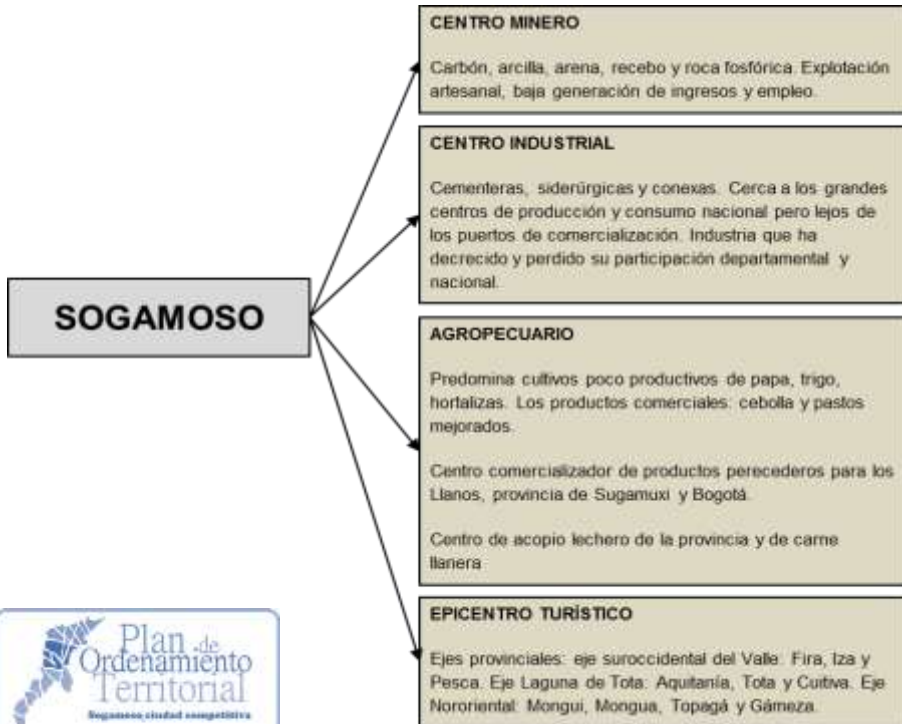 CENTRO MINERO
Carbón, arcilla, arena, recebo y roca fosfórica. Explotación
artesanal, baja generación de ingresos y empleo.
CENTRO INDUSTRIAL
Cementeras, siderúrgicas y conexas. Cerca a los grandes
centros de producción y consumo nacional pero lejos de
los puertos de comercialización. Industria que ha
decrecido y perdido su participación departamental y
nacional.
SOGAMOSO
AGROPECUARIO
Predomina cultivos poco productivos de papa, trigo,
hortalizas. Los productos comerciales: cebolla y pastos
mejorados.
Centro comercializador de productos perecederos para los
Llanos, provincia de Sugamuxi y Bogotá.
Centro de acopio lechero de la provincia y de carne
llanera
EPICENTRO TURÍSTICO
Ejes provinciales: eje suroccidental del Valle: Fira, Iza y
Pesca. Eje Laguna de Tota: Aquitanía, Tota y Cuitiva. Eje
Nororiental: Mongui, Mongua, Topagá y Gámeza.
Plan de
Ordenamiento
Territorial
Sogamoso ciudad competitiva